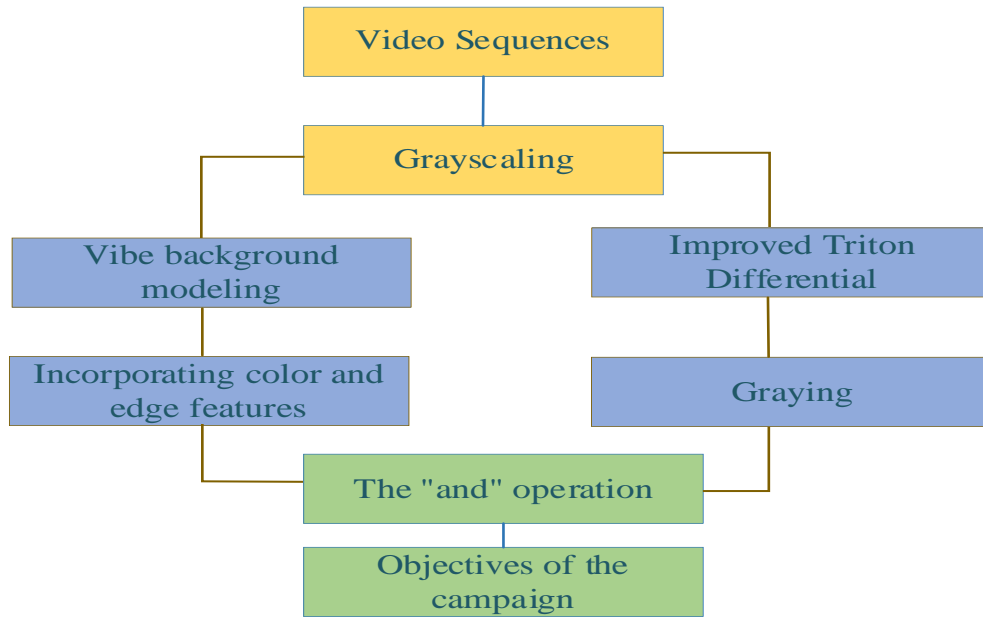 Video Sequences
Grayscaling
Vibe background
modeling
Improved Triton
Differential
Incorporating color and
edge features
Graying
The "and" operation
Objectives of the
campaign